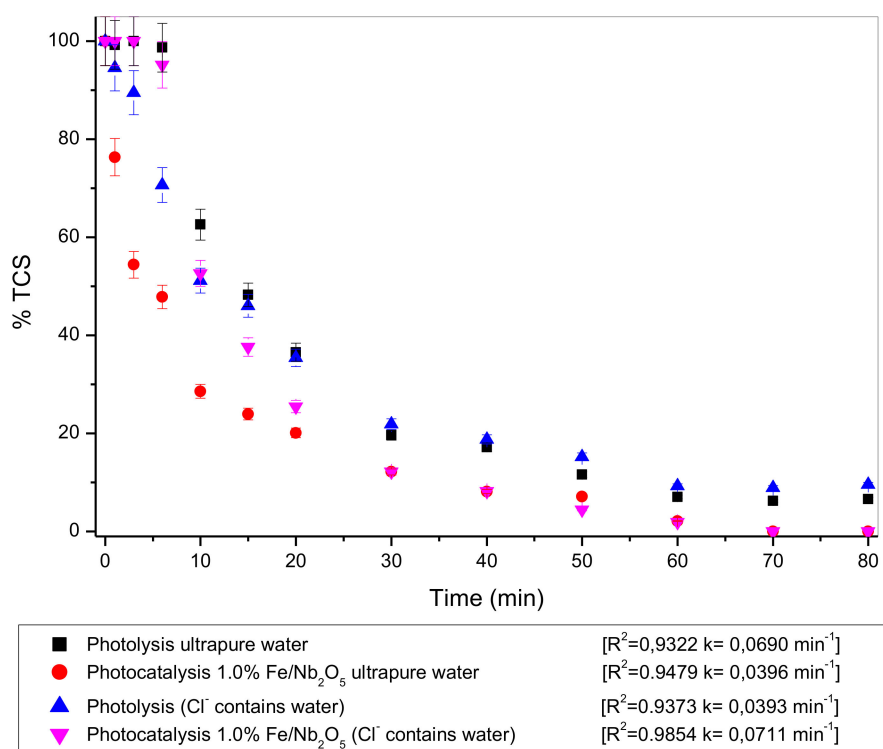 100
80
60
40
20
0
% TCS
0 10 20 30 40 50 60 70 80
Time (min)
Photolysis ultrapure water [R²=0,9322 k= 0,0690 min⁻¹]
Photocatalysis 1.0% Fe/Nb₂O₅ ultrapure water [R²=0.9479 k= 0,0396 min⁻¹]
Photolysis (Cl⁻ contains water) [R²=0.9373 k= 0,0393 min⁻¹]
Photocatalysis 1.0% Fe/Nb₂O₅ (Cl⁻ contains water) [R²=0.9854 k= 0,0711 min⁻¹]